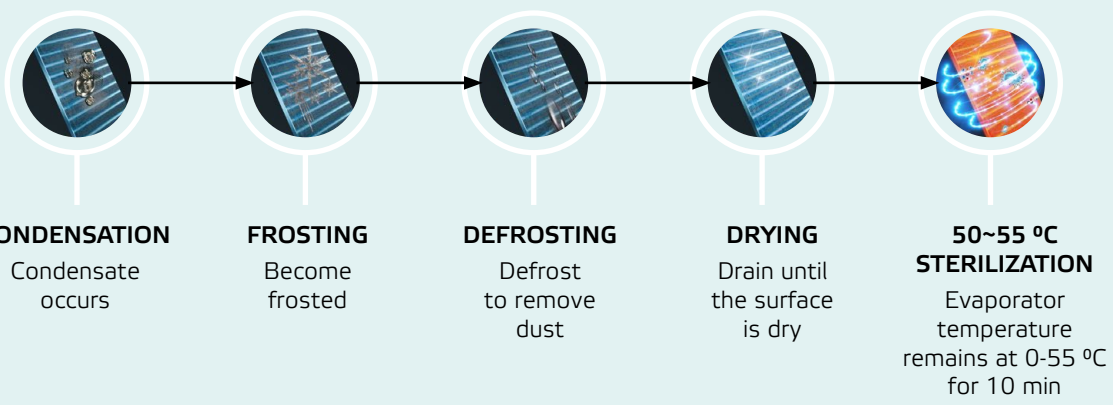 ONDENSATION
Condensate
occurs
FROSTING
Become
frosted
DEFROSTING
Defrost
to remove
dust
DRYING
Drain until
the surface
is dry
50~55 ºC
STERILIZATION
Evaporator
temperature
remains at 0-55 ºC
for 10 min